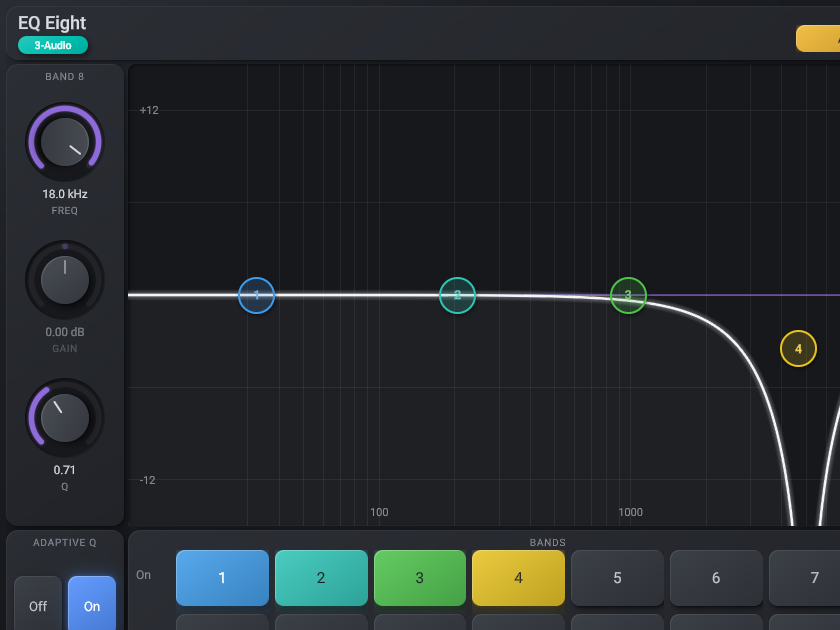 EQ Eight
3-Audio
BAND 8
18.0 kHz
FREQ
0.00 dB
GAIN
0.71
Q
+12
1
2
3
4
-12
100
1000
ADAPTIVE Q
Off
On
BANDS
On
1
2
3
4
5
6
7